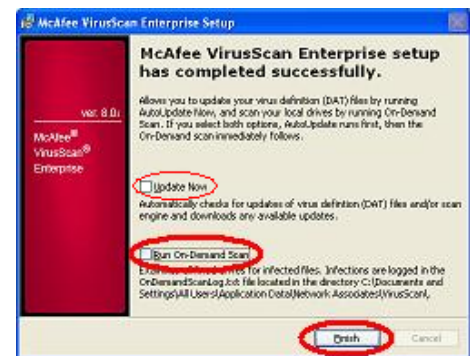 McAfee VirusScan Enterprise Setup
McAfee VirusScan Enterprise setup
has completed successfully.
Allows you to update your virus definition (DAT) files by running
AutoUpdate Now, and scan your local drives by running On-Demand
Scan. If you select both options, AutoUpdate runs first, then the
On-Demand scan immediately follows.
ver. 8.0i
McAfee®
VirusScan®
Enterprise
Update Now
Automatically checks for updates of virus definition (DAT) files and/or scan
engine and downloads any available updates.
Run On-Demand Scan
for infected files. Infections are logged in the
OnDemandScanLog.txt file located in the directory C:\Documents and
Settings\All Users\Application Data\Network Associates\VirusScan\.
Finish
Cancel